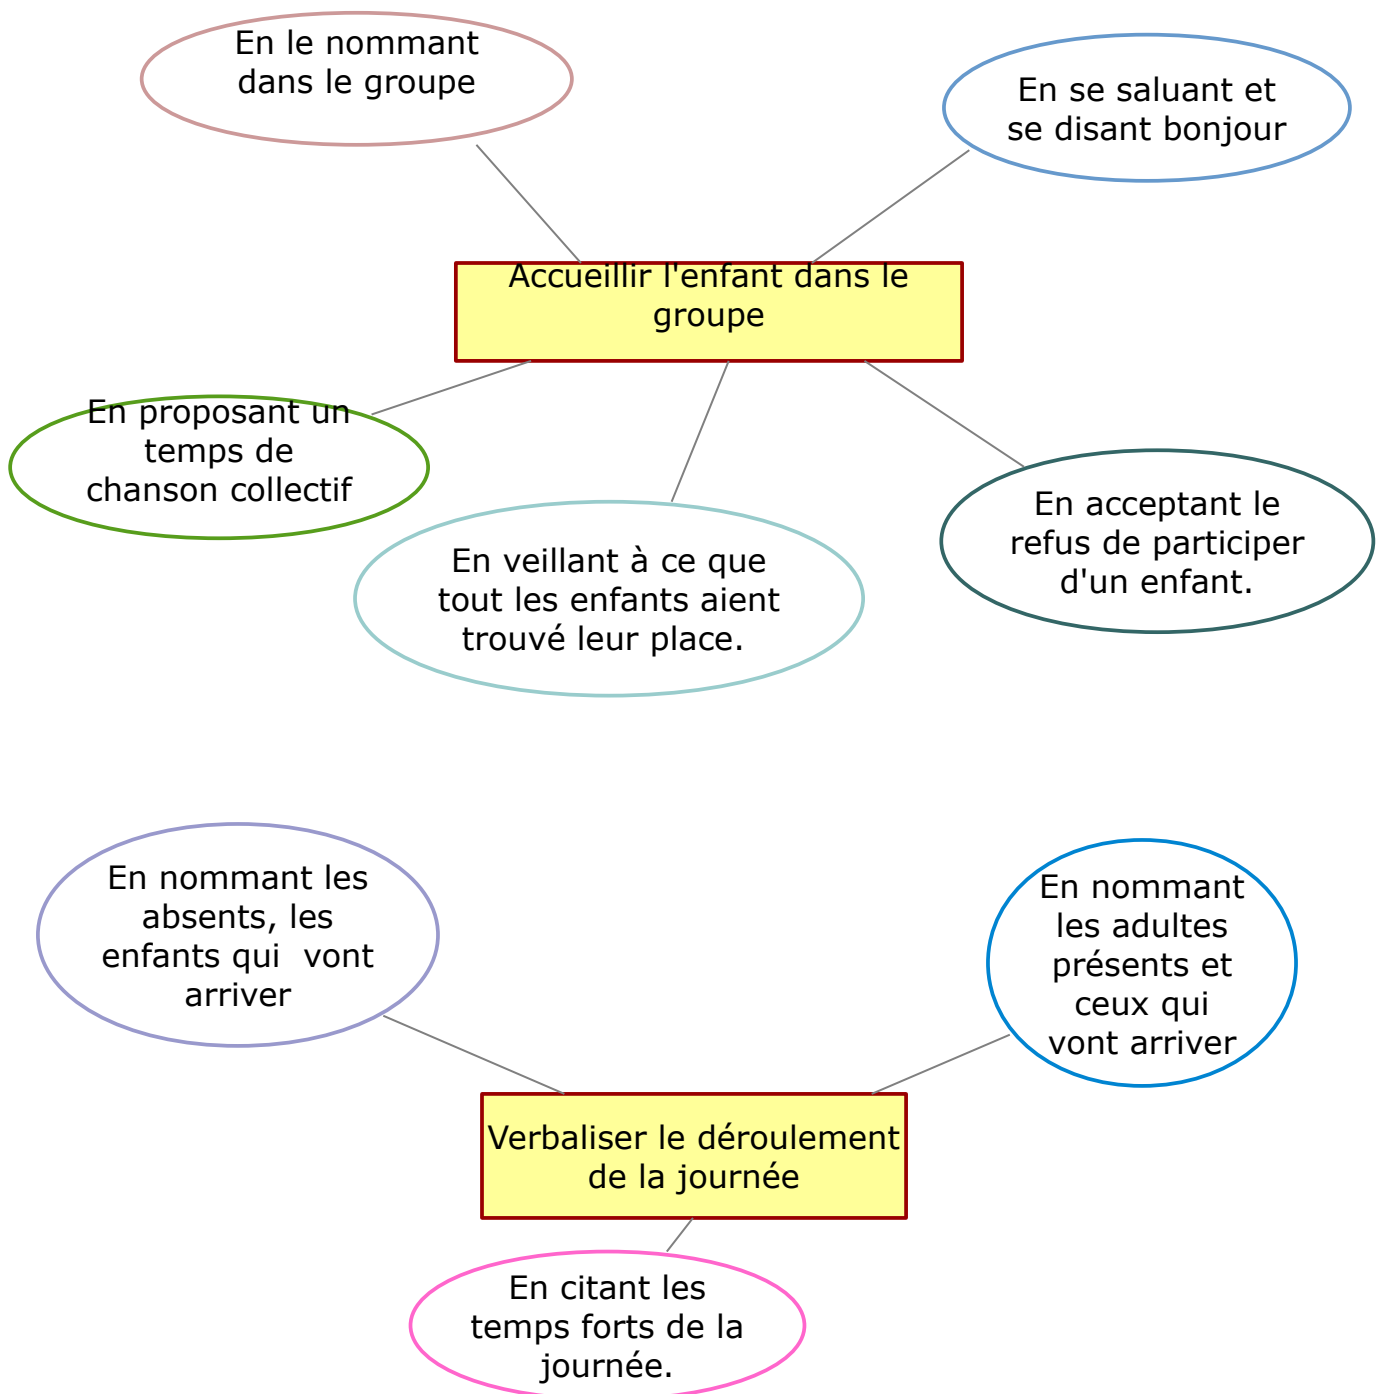 En le nommant
dans le groupe
En se saluant et
se disant bonjour
Accueillir l'enfant dans le
groupe
En proposant un
temps de
chanson collectif
En veillant à ce que
tout les enfants aient
trouvé leur place.
En acceptant le
refus de participer
d'un enfant.
En nommant les
absents, les
enfants qui  vont
arriver
En nommant
les adultes
présents et
ceux qui
vont arriver
Verbaliser le déroulement
de la journée
En citant les
temps forts de la
journée.